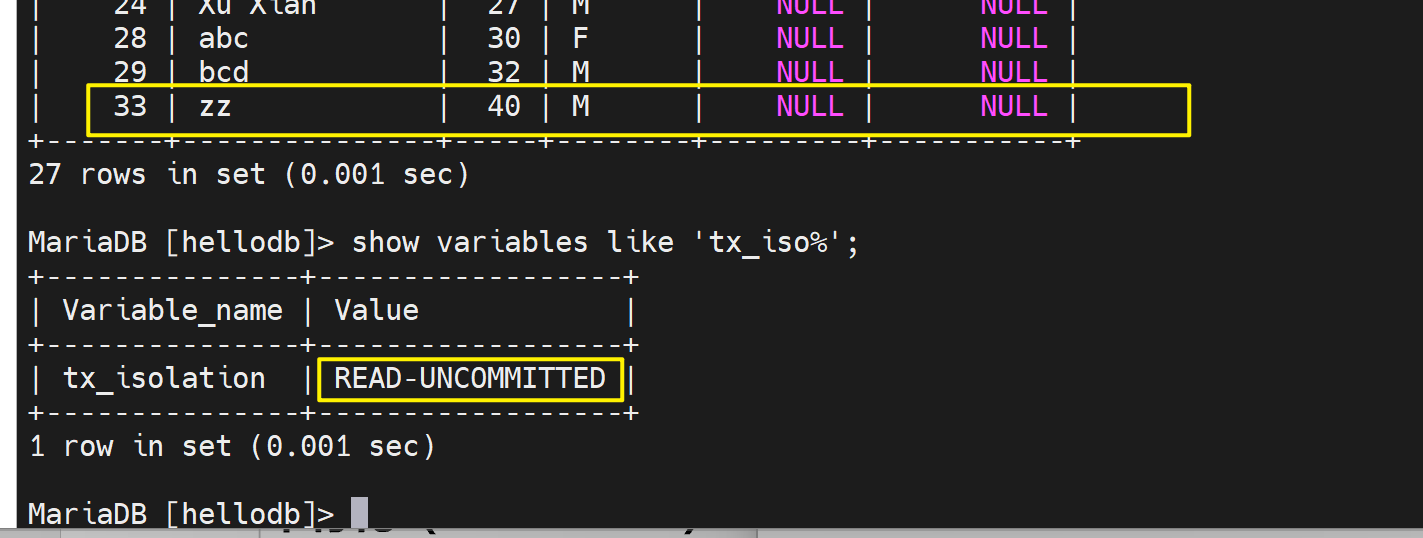 |    24 | Xu Xian       |  27 | M      |    NULL |      NULL |
|    28 | abc           |  30 | F      |    NULL |      NULL |
|    29 | bcd           |  32 | M      |    NULL |      NULL |
|    33 | zz            |  40 | M      |    NULL |      NULL |
+-------+---------------+-----+--------+---------+-----------+
27 rows in set (0.001 sec)
MariaDB [hellodb]> show variables like 'tx_iso%';
+---------------+------------------+
| Variable_name | Value            |
+---------------+------------------+
| tx_isolation  | READ-UNCOMMITTED |
+---------------+------------------+
1 row in set (0.001 sec)
MariaDB [hellodb]>